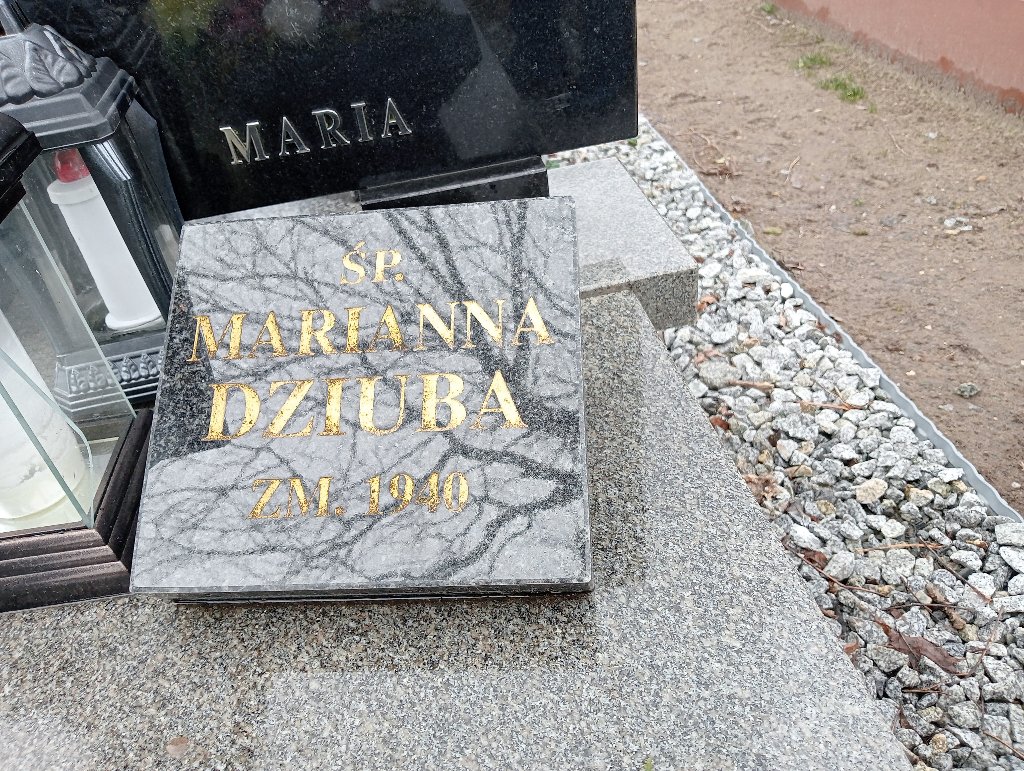 MARIA
ŚP.
MARIANNA
DZIUBA
ZM. 1940